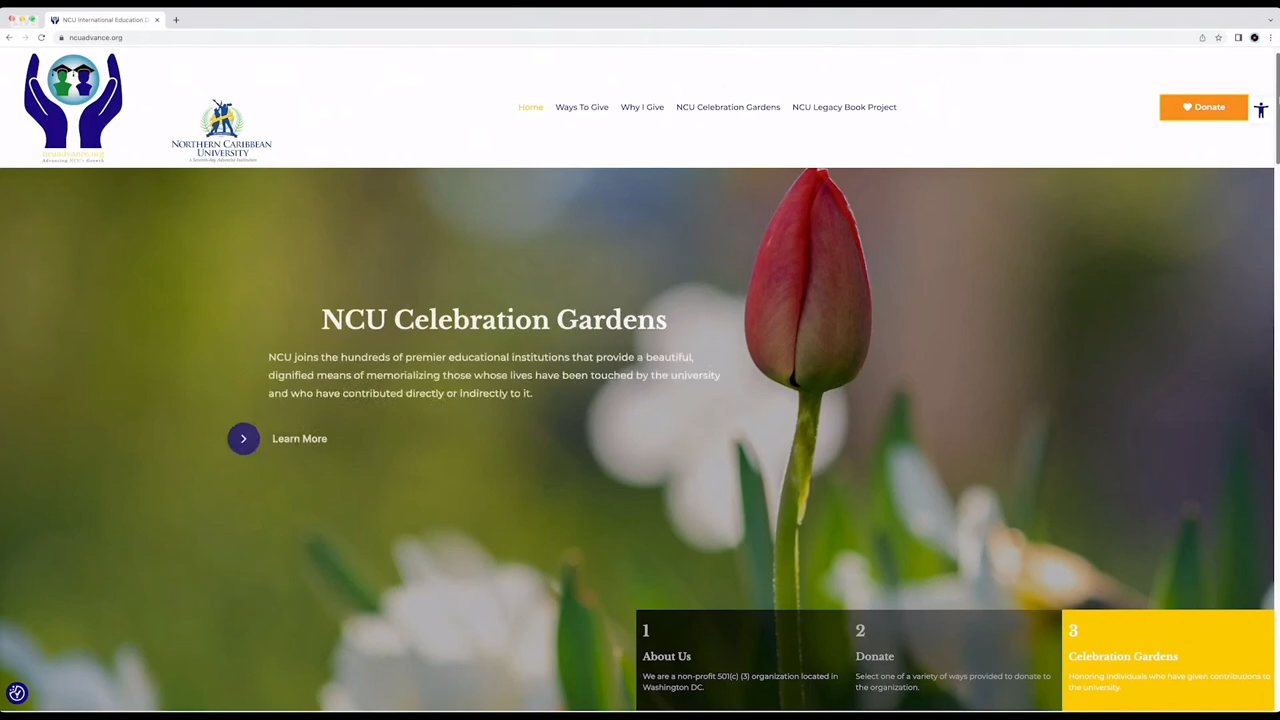 NCU International Education D
ncuadvance.org
ncuadvance.org
Advancing NCU's Growth
NORTHERN CARIBBEAN
UNIVERSITY
A Seventh-day Adventist Institution
Home
Ways To Give
Why I Give
NCU Celebration Gardens
NCU Legacy Book Project
Donate
NCU Celebration Gardens
NCU joins the hundreds of premier educational institutions that provide a beautiful,
dignified means of memorializing those whose lives have been touched by the university
and who have contributed directly or Indirectly to it.
Learn More
1
About Us
We are a non-profit 501(c) (3) organization located in
Washington DC.
2
Donate
Select one of a variety of ways provided to donate to
the organization.
3
Celebration Gardens
Honoring individuals who have given contributions to
the university.